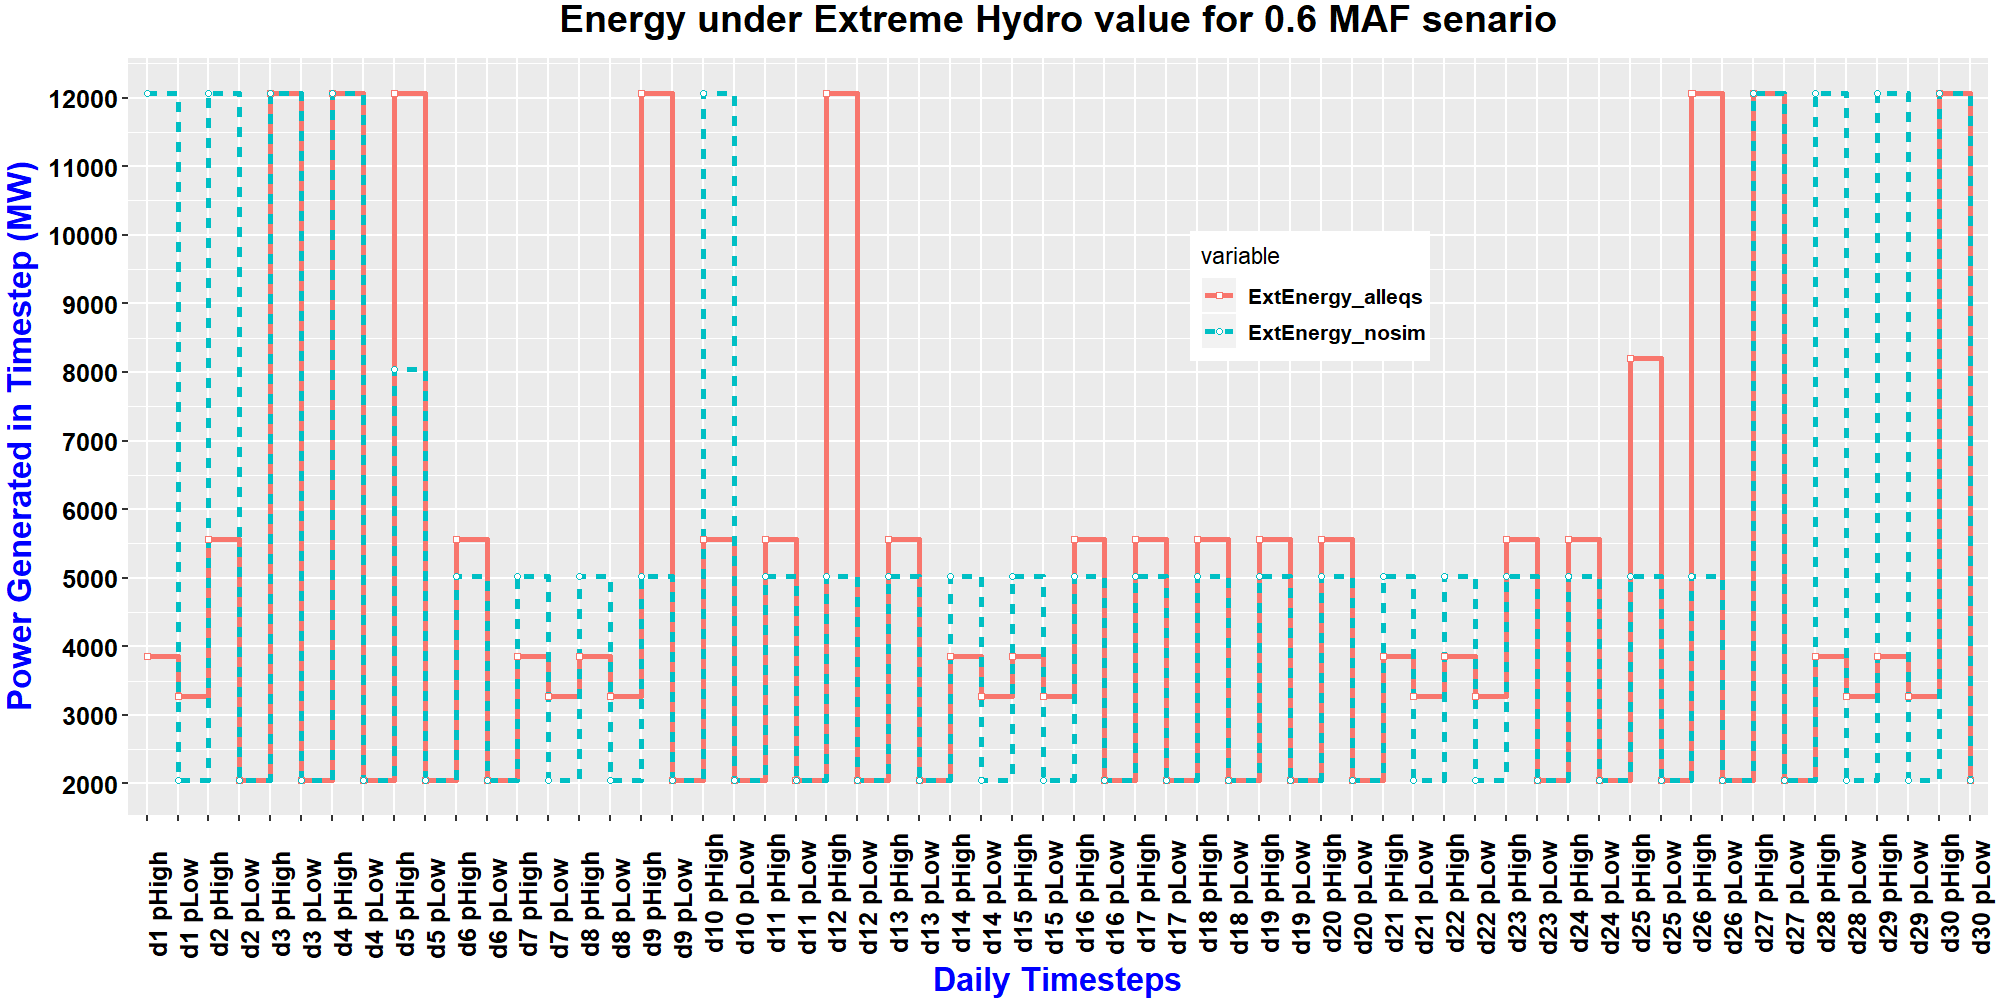 Energy under Extreme Hydro value for 0.6 MAF senario
Power Generated in Timestep (MW)
12000
11000
10000
9000
8000
7000
6000
5000
4000
3000
2000
variable
ExtEnergy_alleqs
ExtEnergy_nosim
d1 pHigh
d1 pLow
d2 pHigh
d2 pLow
d3 pHigh
d3 pLow
d4 pHigh
d4 pLow
d5 pHigh
d5 pLow
d6 pHigh
d6 pLow
d7 pHigh
d7 pLow
d8 pHigh
d8 pLow
d9 pHigh
d9 pLow
d10 pHigh
d10 pLow
d11 pHigh
d11 pLow
d12 pHigh
d12 pLow
d13 pHigh
d13 pLow
d14 pHigh
d14 pLow
d15 pHigh
d15 pLow
d16 pHigh
d16 pLow
d17 pHigh
d17 pLow
d18 pHigh
d18 pLow
d19 pHigh
d19 pLow
d20 pHigh
d20 pLow
d21 pHigh
d21 pLow
d22 pHigh
d22 pLow
d23 pHigh
d23 pLow
d24 pHigh
d24 pLow
d25 pHigh
d25 pLow
d26 pHigh
d26 pLow
d27 pHigh
d27 pLow
d28 pHigh
d28 pLow
d29 pHigh
d29 pLow
d30 pHigh
d30 pLow
Daily Timesteps